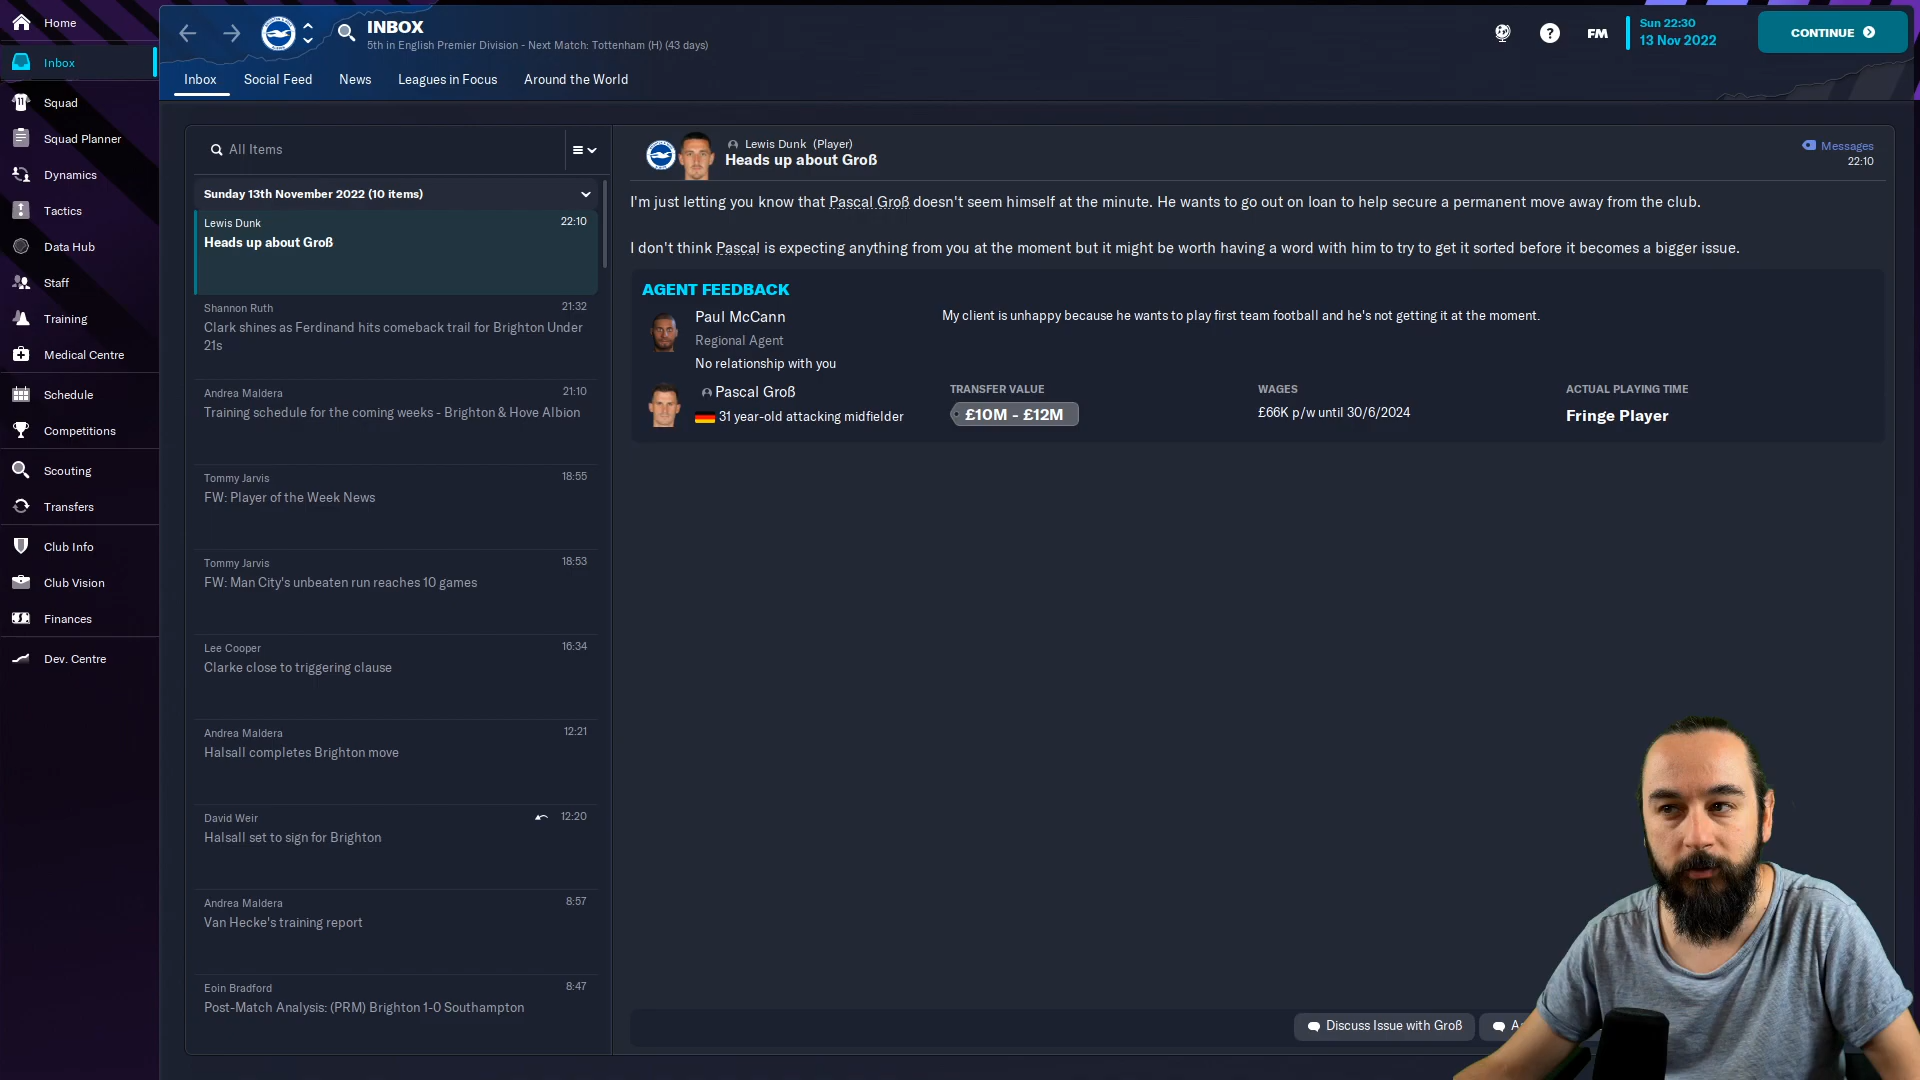 Home
Inbox
Squad
Squad Planner
Dynamics
Tactics
Data Hub
Staff
Training
Medical Centre
Schedule
Competitions
Scouting
Transfers
Club Info
Club Vision
Finances
Dev. Centre
INBOX
5th in English Premier Division - Next Match: Tottenham (H) (43 days)
FM
Sun 22:30
13 Nov 2022
CONTINUE
Inbox Social Feed News Leagues in Focus Around the World
All Items
Sunday 13th November 2022 (10 items)
Lewis Dunk 22:10
Heads up about Groß
Shannon Ruth 21:32
Clark shines as Ferdinand hits comeback trail for Brighton Under
21s
Andrea Maldera 21:10
Training schedule for the coming weeks - Brighton & Hove Albion
Tommy Jarvis 18:55
FW: Player of the Week News
Tommy Jarvis 18:53
FW: Man City's unbeaten run reaches 10 games
Lee Cooper 16:34
Clarke close to triggering clause
Andrea Maldera 12:21
Halsall completes Brighton move
David Weir 12:20
Halsall set to sign for Brighton
Andrea Maldera 8:57
Van Hecke's training report
Eoin Bradford 8:47
Post-Match Analysis: (PRM) Brighton 1-0 Southampton
Lewis Dunk (Player)
Heads up about Groß
Messages
22:10
I'm just letting you know that Pascal Groß doesn't seem himself at the minute. He wants to go out on loan to help secure a permanent move away from the club.
I don't think Pascal is expecting anything from you at the moment but it might be worth having a word with him to try to get it sorted before it becomes a bigger issue.
AGENT FEEDBACK
Paul McCann
Regional Agent
No relationship with you
My client is unhappy because he wants to play first team football and he's not getting it at the moment.
Pascal Groß
31 year-old attacking midfielder
TRANSFER VALUE
£10M - £12M
WAGES
£66K p/w until 30/6/2024
ACTUAL PLAYING TIME
Fringe Player
Discuss Issue with Groß